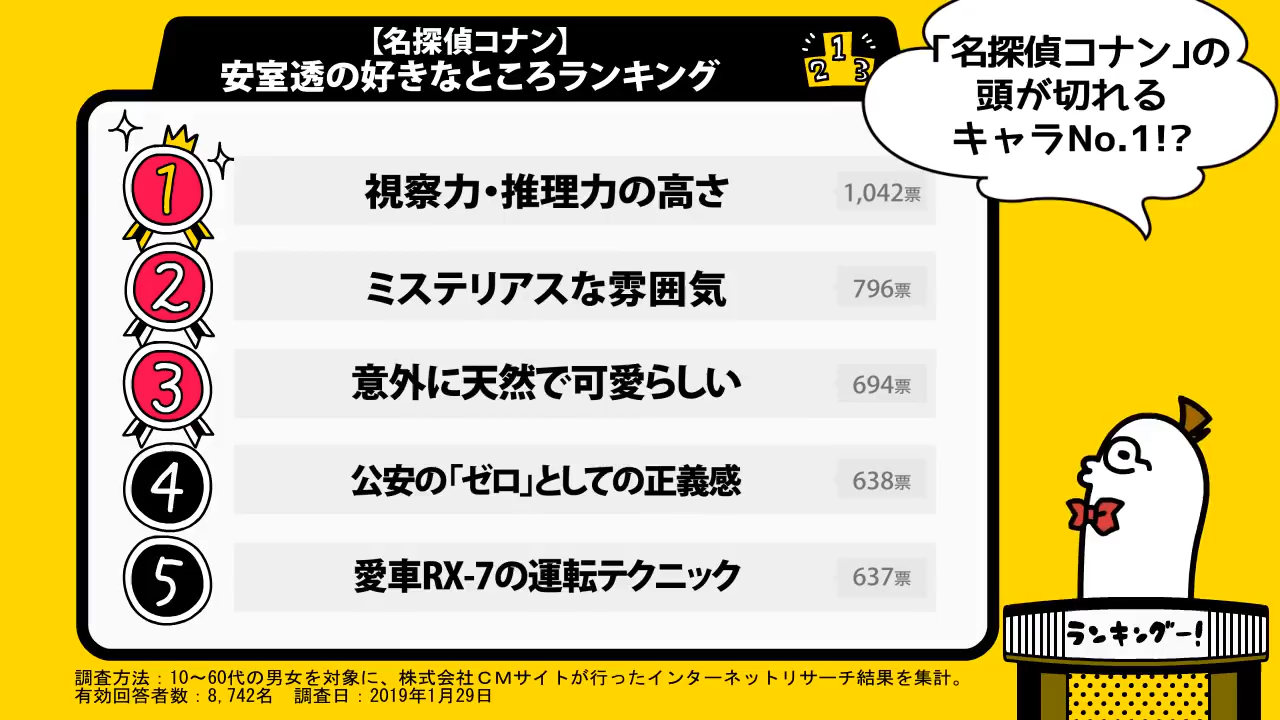 【名探偵コナン】
安室透の好きなところランキング
1
2
3
「名探偵コナン」の
頭が切れる
キャラNo.1!?
1
視察力・推理力の高さ
1,042票
2
ミステリアスな雰囲気
796票
3
意外に天然で可愛らしい
694票
4
公安の「ゼロ」としての正義感
638票
5
愛車RX-7の運転テクニック
637票
ランキングー!
調査方法：10～60代の男女を対象に、株式会社ＣＭサイトが行ったインターネットリサーチ結果を集計。
有効回答者数：8,742名　調査日：2019年1月29日